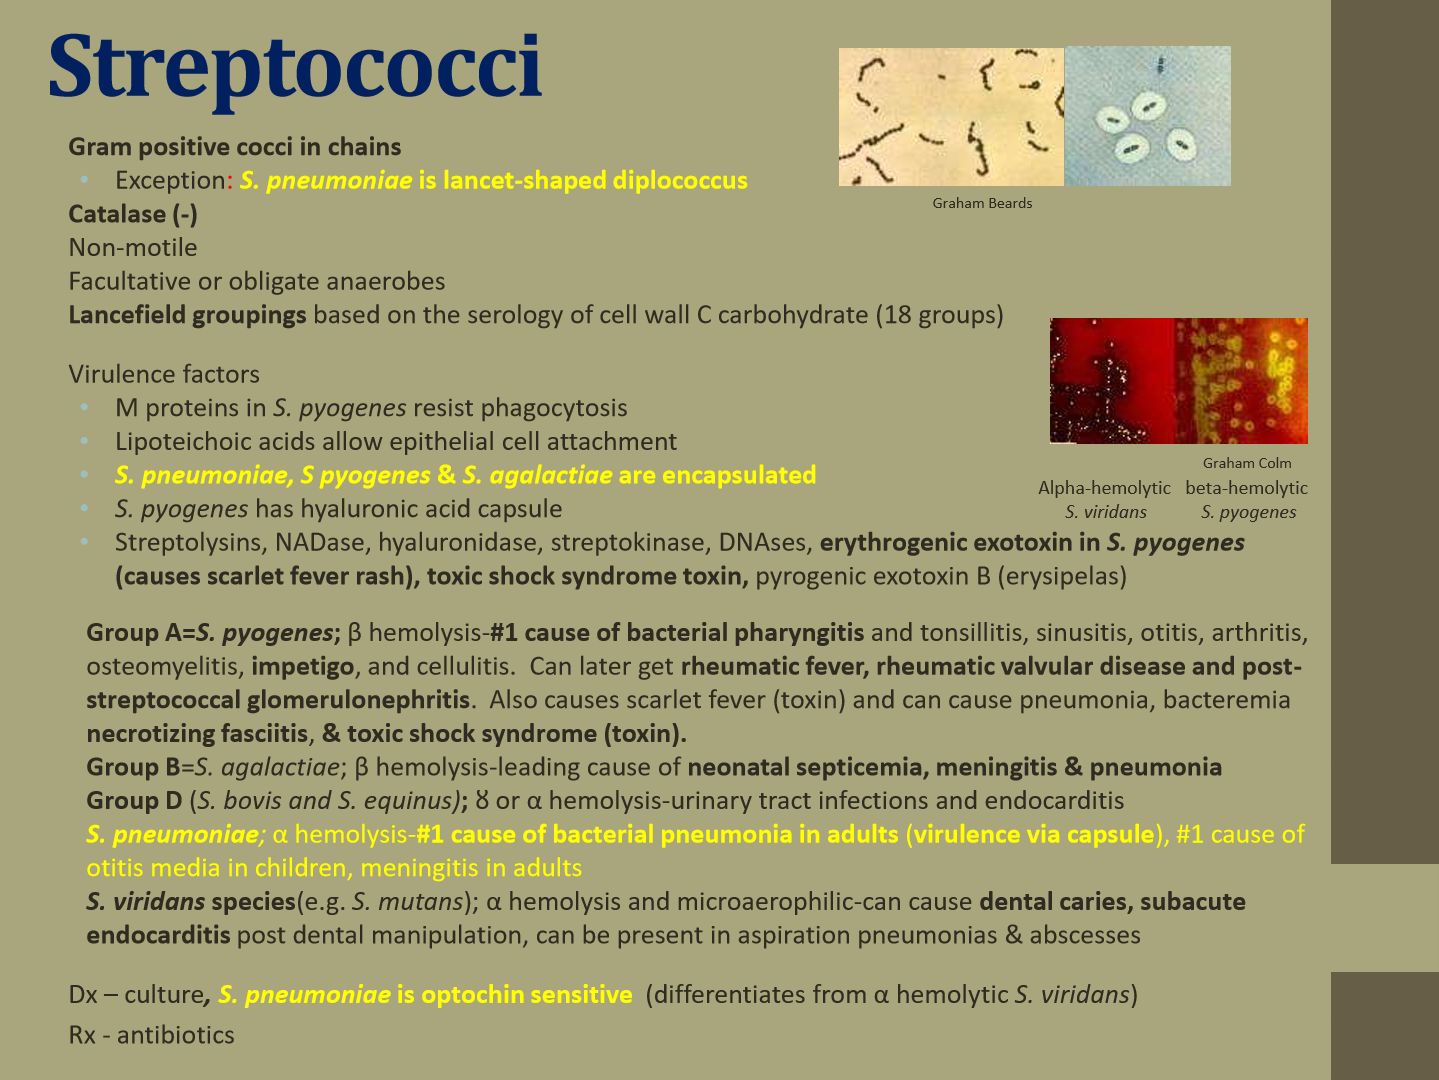 Streptococci
Graham Beards
Gram positive cocci in chains
• Exception: S. pneumoniae is lancet-shaped diplococcus
Catalase (-)
Non-motile
Facultative or obligate anaerobes
Lancefield groupings based on the serology of cell wall C carbohydrate (18 groups)
Virulence factors
• M proteins in S. pyogenes resist phagocytosis
• Lipoteichoic acids allow epithelial cell attachment
• S. pneumoniae, S pyogenes & S. agalactiae are encapsulated
• S. pyogenes has hyaluronic acid capsule
• Streptolysins, NADase, hyaluronidase, streptokinase, DNAses, erythrogenic exotoxin in S. pyogenes
(causes scarlet fever rash), toxic shock syndrome toxin, pyrogenic exotoxin B (erysipelas)
Graham Colm
Alpha-hemolytic beta-hemolytic
S. viridans S. pyogenes
Group A=S. pyogenes; β hemolysis-#1 cause of bacterial pharyngitis and tonsillitis, sinusitis, otitis, arthritis,
osteomyelitis, impetigo, and cellulitis. Can later get rheumatic fever, rheumatic valvular disease and post-
streptococcal glomerulonephritis. Also causes scarlet fever (toxin) and can cause pneumonia, bacteremia
necrotizing fasciitis, & toxic shock syndrome (toxin).
Group B=S. agalactiae; β hemolysis-leading cause of neonatal septicemia, meningitis & pneumonia
Group D (S. bovis and S. equinus); ȣ or α hemolysis-urinary tract infections and endocarditis
S. pneumoniae; α hemolysis-#1 cause of bacterial pneumonia in adults (virulence via capsule), #1 cause of
otitis media in children, meningitis in adults
S. viridans species(e.g. S. mutans); α hemolysis and microaerophilic-can cause dental caries, subacute
endocarditis post dental manipulation, can be present in aspiration pneumonias & abscesses
Dx – culture, S. pneumoniae is optochin sensitive (differentiates from α hemolytic S. viridans)
Rx - antibiotics